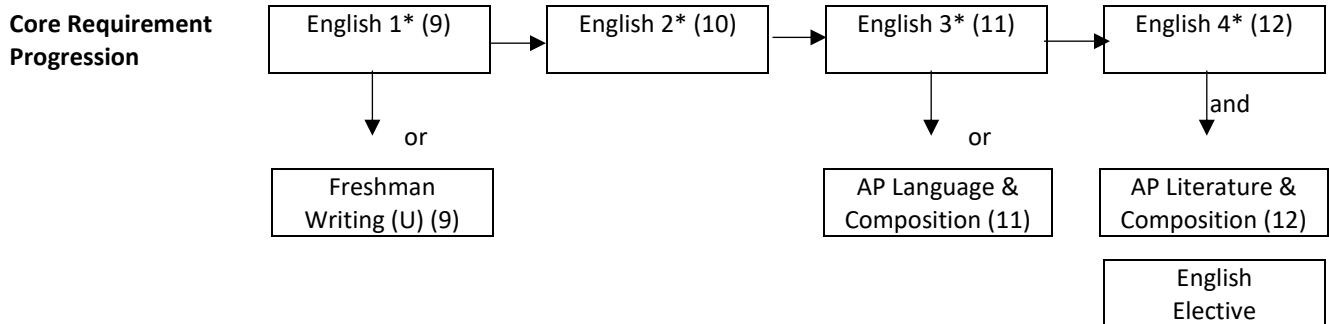 Core Requirement
Progression
English 1* (9)
English 2* (10)
English 3* (11)
English 4* (12)
and
or
or
Freshman
Writing (U) (9)
AP Language &
Composition (11)
AP Literature &
Composition (12)
English
Elective